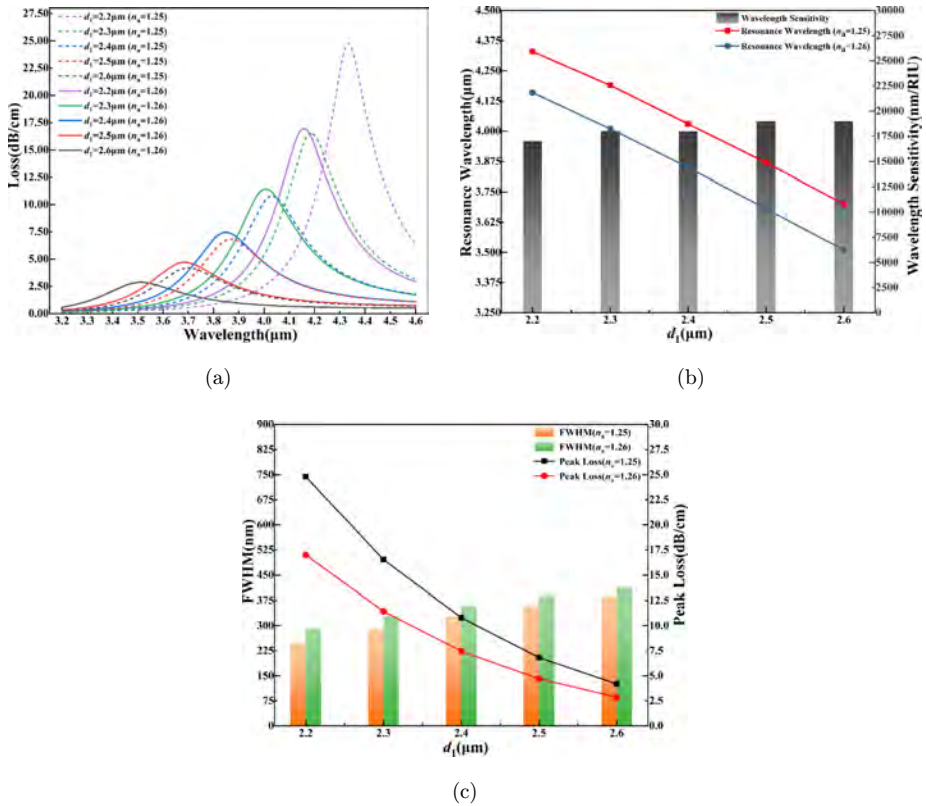 27.50
25.00
22.50
20.00
17.50
15.00
12.50
10.00
7.50
5.00
2.50
0.00
Loss(dB/cm)
d₁=2.2μm (nₐ=1.25)
d₁=2.3μm (nₐ=1.25)
d₁=2.4μm (nₐ=1.25)
d₁=2.5μm (nₐ=1.25)
d₁=2.6μm (nₐ=1.25)
d₁=2.2μm (nₐ=1.26)
d₁=2.3μm (nₐ=1.26)
d₁=2.4μm (nₐ=1.26)
d₁=2.5μm (nₐ=1.26)
d₁=2.6μm (nₐ=1.26)
3.2 3.3 3.4 3.5 3.6 3.7 3.8 3.9 4.0 4.1 4.2 4.3 4.4 4.5 4.6
Wavelength(μm)
(a)
4.500
4.375
4.250
4.125
4.000
3.875
3.750
3.625
3.500
3.375
3.250
Resonance Wavelength(μm)
Wavelength Sensitivity
Resonance Wavelength (nₐ=1.25)
Resonance Wavelength (nₐ=1.26)
30000
27500
25000
22500
20000
17500
15000
12500
10000
7500
5000
2500
0
Wavelength Sensitivity(nm/RIU)
2.2 2.3 2.4 2.5 2.6
d₁(μm)
(b)
900
825
750
675
600
525
450
375
300
225
150
75
0
FWHM(nm)
FWHM(nₐ=1.25)
FWHM(nₐ=1.26)
Peak Loss(nₐ=1.25)
Peak Loss(nₐ=1.26)
30.0
27.5
25.0
22.5
20.0
17.5
15.0
12.5
10.0
7.5
5.0
2.5
0.0
Peak Loss(dB/cm)
2.2 2.3 2.4 2.5 2.6
d₁(μm)
(c)